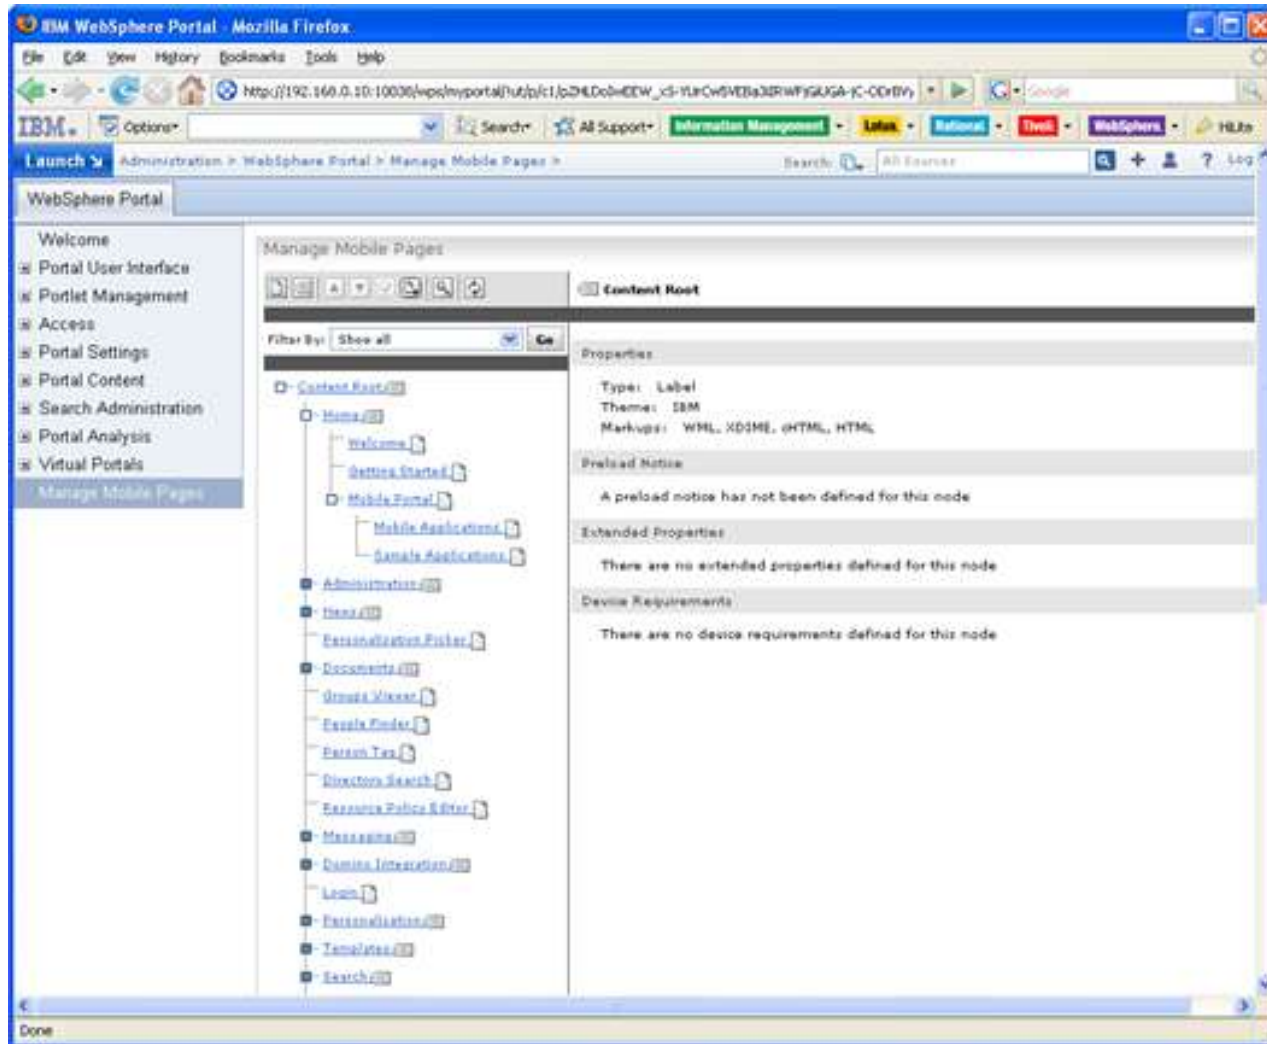 IBM WebSphere Portal - Mozilla Firefox
File Edit View History Bookmarks Tools Help
Google
IBM. Options Search All Support Information Management Lotus Rational Tivoli WebSphere HiLite
Launch Administration > WebSphere Portal > Manage Mobile Pages > Search: All Sources ? Log
WebSphere Portal
Welcome
Portal User Interface
Portlet Management
Access
Portal Settings
Portal Content
Search Administration
Portal Analysis
Virtual Portals
Manage Mobile Pages
Manage Mobile Pages
Filter By: Show all Go
Content Root
Home
Welcome
Getting Started
Mobile Portal
Mobile Applications
Sample Applications
Administration
Personalization Picker
Documents
Groups Viewer
People Finder
Person Tag
Directory Search
Resource Policy Editor
Messaging
Domino Integration
Login
Personalization
Templates
Search
Content Root
Properties
Type: Label
Theme: IBM
Markups: WML, XDIME, cHTML, HTML
Preload Notice
A preload notice has not been defined for this node
Extended Properties
There are no extended properties defined for this node
Device Requirements
There are no device requirements defined for this node
Done